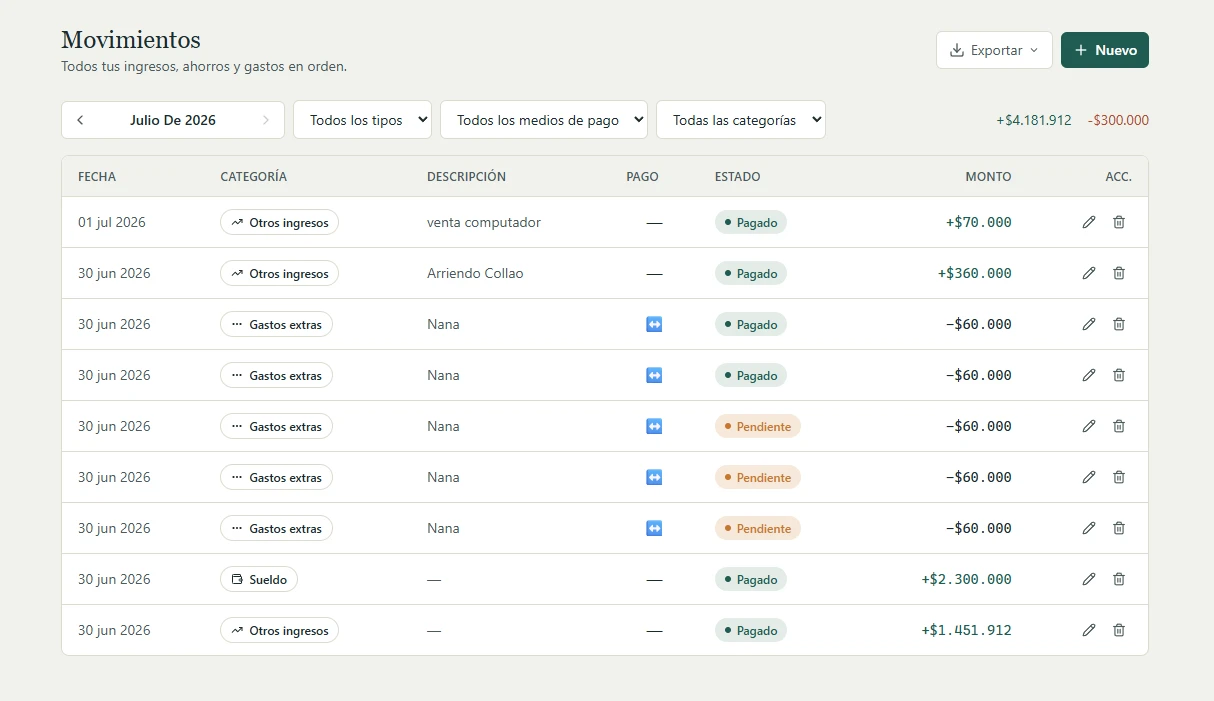 Movimientos
Todos tus ingresos, ahorros y gastos en orden.
Exportar
+ Nuevo
Julio De 2026
Todos los tipos
Todos los medios de pago
Todas las categorías
+$4.181.912 -$300.000
FECHA CATEGORÍA DESCRIPCIÓN PAGO ESTADO MONTO ACC.
01 jul 2026 Otros ingresos venta computador — Pagado +$70.000
30 jun 2026 Otros ingresos Arriendo Collao — Pagado +$360.000
30 jun 2026 Gastos extras Nana ↔️ Pagado −$60.000
30 jun 2026 Gastos extras Nana ↔️ Pagado −$60.000
30 jun 2026 Gastos extras Nana ↔️ Pendiente −$60.000
30 jun 2026 Gastos extras Nana ↔️ Pendiente −$60.000
30 jun 2026 Gastos extras Nana ↔️ Pendiente −$60.000
30 jun 2026 Sueldo — — Pagado +$2.300.000
30 jun 2026 Otros ingresos — — Pagado +$1.451.912